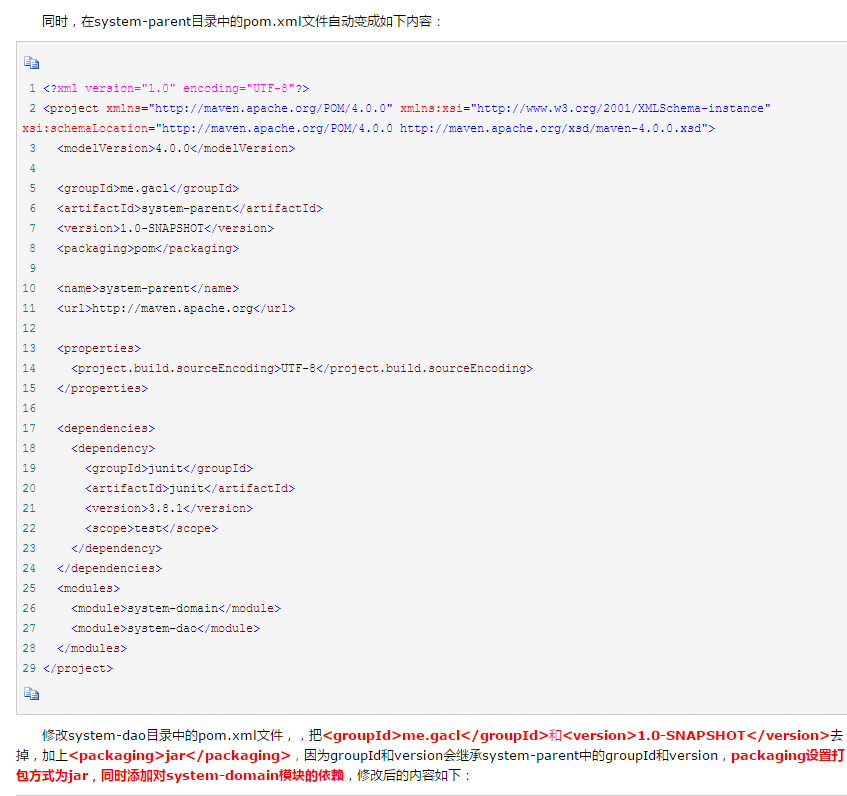 同时，在system-parent目录中的pom.xml文件自动变成如下内容：
1 <?xml version="1.0" encoding="UTF-8"?>
2 <project xmlns="http://maven.apache.org/POM/4.0.0" xmlns:xsi="http://www.w3.org/2001/XMLSchema-instance"
xsi:schemaLocation="http://maven.apache.org/POM/4.0.0 http://maven.apache.org/xsd/maven-4.0.0.xsd">
3   <modelVersion>4.0.0</modelVersion>
4
5   <groupId>me.gacl</groupId>
6   <artifactId>system-parent</artifactId>
7   <version>1.0-SNAPSHOT</version>
8   <packaging>pom</packaging>
9
10   <name>system-parent</name>
11   <url>http://maven.apache.org</url>
12
13   <properties>
14     <project.build.sourceEncoding>UTF-8</project.build.sourceEncoding>
15   </properties>
16
17   <dependencies>
18     <dependency>
19       <groupId>junit</groupId>
20       <artifactId>junit</artifactId>
21       <version>3.8.1</version>
22       <scope>test</scope>
23     </dependency>
24   </dependencies>
25   <modules>
26     <module>system-domain</module>
27     <module>system-dao</module>
28   </modules>
29 </project>
修改system-dao目录中的pom.xml文件，，把<groupId>me.gacl</groupId>和<version>1.0-SNAPSHOT</version>去
掉，加上<packaging>jar</packaging>，因为groupId和version会继承system-parent中的groupId和version，packaging设置打
包方式为jar，同时添加对system-domain模块的依赖，修改后的内容如下：